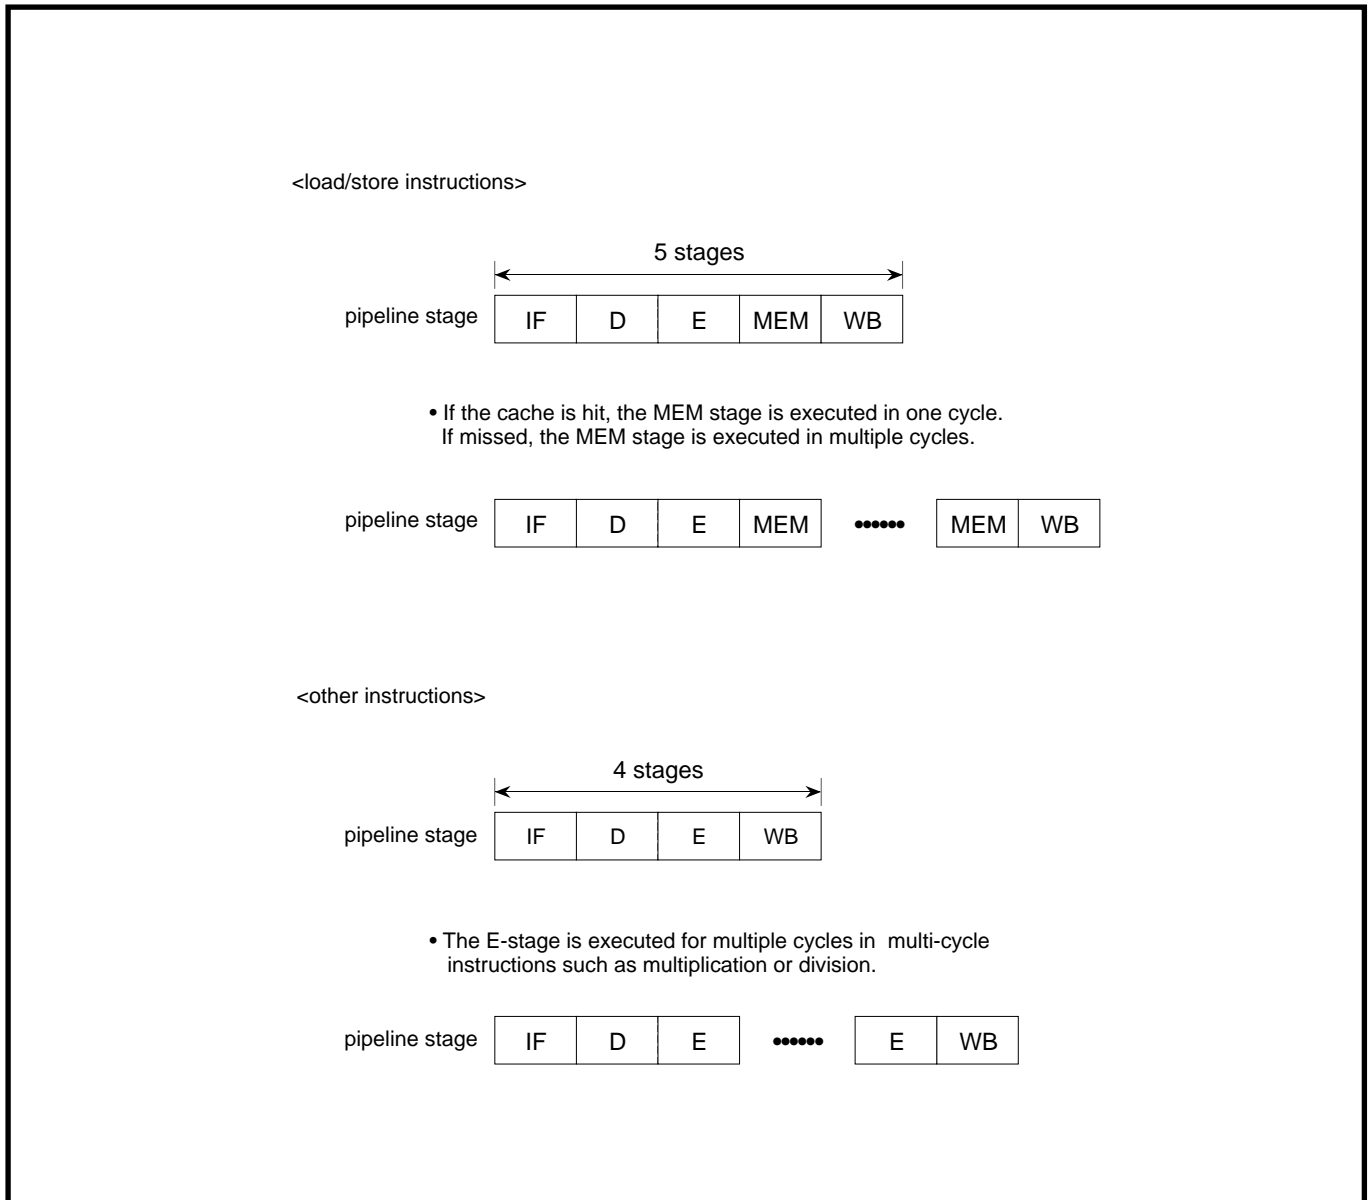 <load/store instructions>
5 stages
pipeline stage IF D E MEM WB
• If the cache is hit, the MEM stage is executed in one cycle.
If missed, the MEM stage is executed in multiple cycles.
pipeline stage IF D E MEM •••••• MEM WB
<other instructions>
4 stages
pipeline stage IF D E WB
• The E-stage is executed for multiple cycles in multi-cycle
instructions such as multiplication or division.
pipeline stage IF D E •••••• E WB